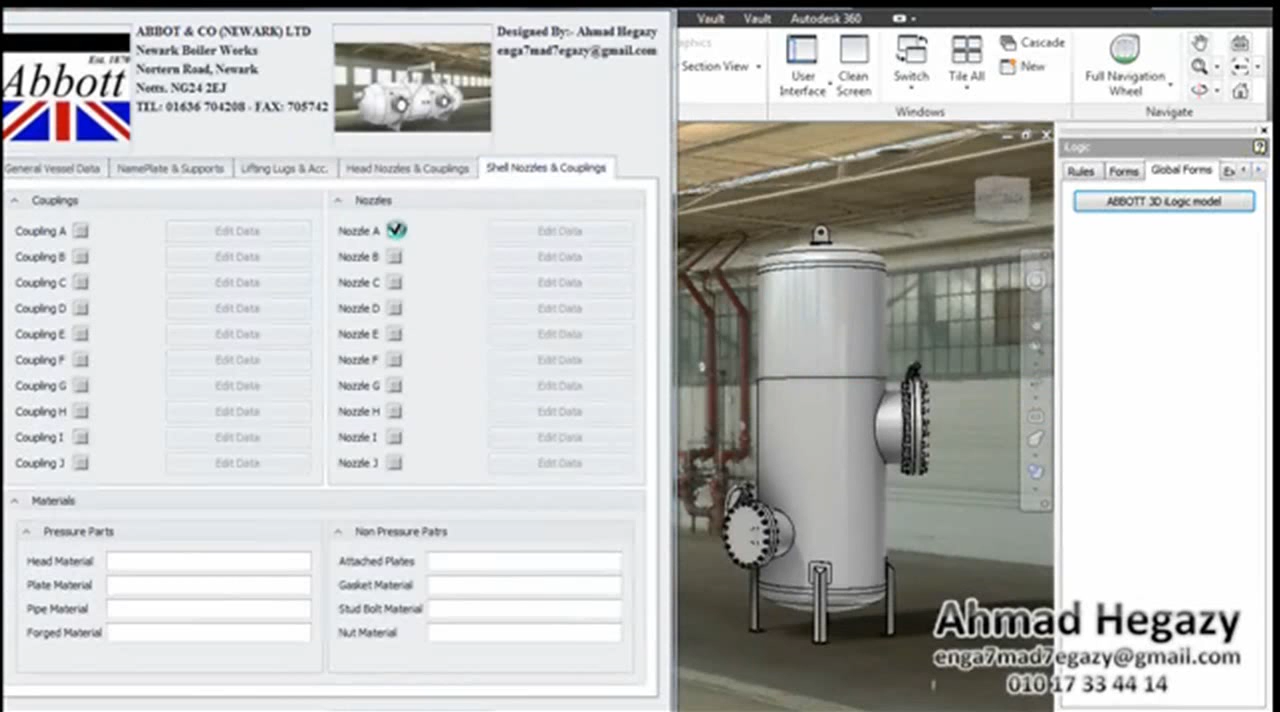 ABBOT & CO (NEWARK) LTD
Newark Boiler Works
Nortern Road, Newark
Notts. NG24 2EJ
TEL: 01636 704208 - FAX: 705742
Est. 1870
Abbott
Designed By:- Ahmad Hegazy
enga7mad7egazy@gmail.com
General Vessel Data
NamePlate & Supports
Lifting Lugs & Acc.
Head Nozzles & Couplings
Shell Nozzles & Couplings
Couplings
Coupling A Edit Data
Coupling B Edit Data
Coupling C Edit Data
Coupling D Edit Data
Coupling E Edit Data
Coupling F Edit Data
Coupling G Edit Data
Coupling H Edit Data
Coupling I Edit Data
Coupling J Edit Data
Nozzles
Nozzle A Edit Data
Nozzle B Edit Data
Nozzle C Edit Data
Nozzle D Edit Data
Nozzle E Edit Data
Nozzle F Edit Data
Nozzle G Edit Data
Nozzle H Edit Data
Nozzle I Edit Data
Nozzle J Edit Data
Materials
Pressure Parts
Head Material
Plate Material
Pipe Material
Forged Material
Non Pressure Patrs
Attached Plates
Gasket Material
Stud Bolt Material
Nut Material
Vault Vault Autodesk 360
Section View
User
Interface
Clean
Screen
Switch
Tile All
Cascade
New
Windows
Full Navigation
Wheel
Navigate
iLogic
Rules Forms Global Forms
ABBOTT 3D iLogic model
Ahmad Hegazy
enga7mad7egazy@gmail.com
010 17 33 44 14